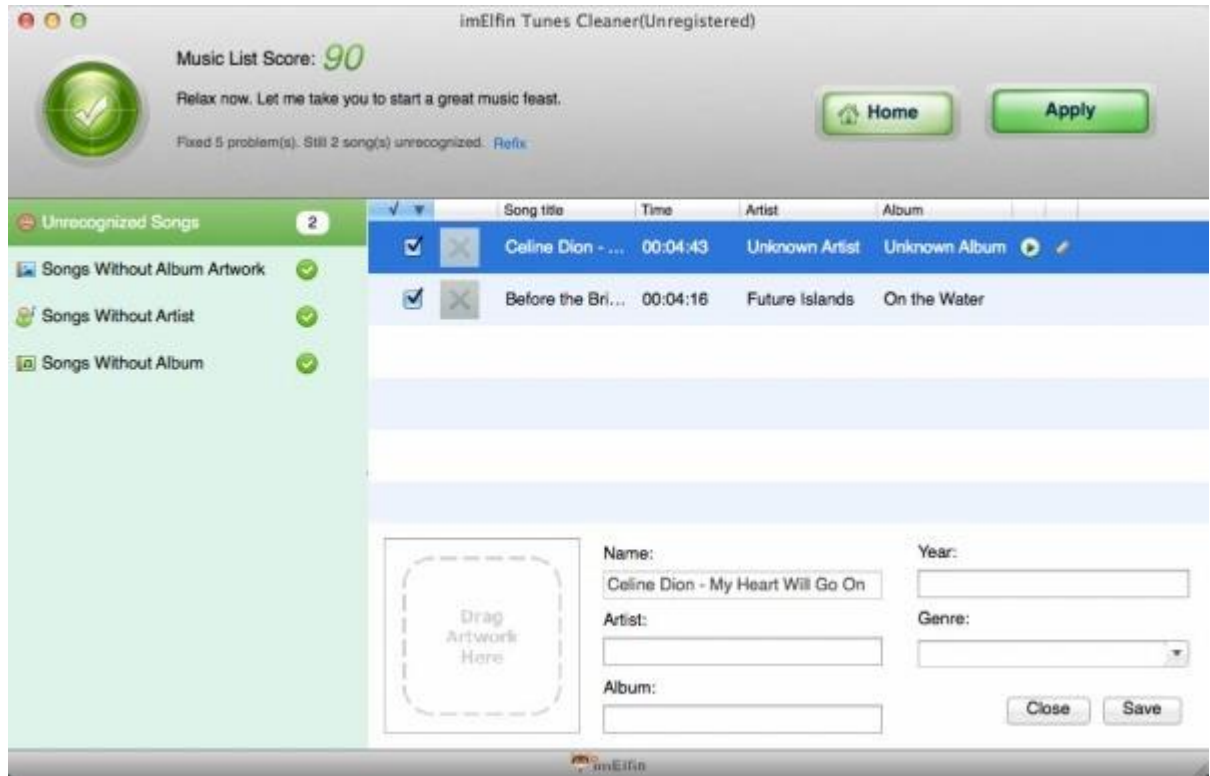 imElfin Tunes Cleaner(Unregistered)
Music List Score: 90
Relax now. Let me take you to start a great music feast.
Fixed 5 problem(s). Still 2 song(s) unrecognized. Refix
Home
Apply
Unrecognized Songs 2
Songs Without Album Artwork
Songs Without Artist
Songs Without Album
√ Song title Time Artist Album
Celine Dion - ... 00:04:43 Unknown Artist Unknown Album
Before the Bri... 00:04:16 Future Islands On the Water
Drag
Artwork
Here
Name:
Celine Dion - My Heart Will Go On
Artist:
Album:
Year:
Genre:
Close
Save
imElfin